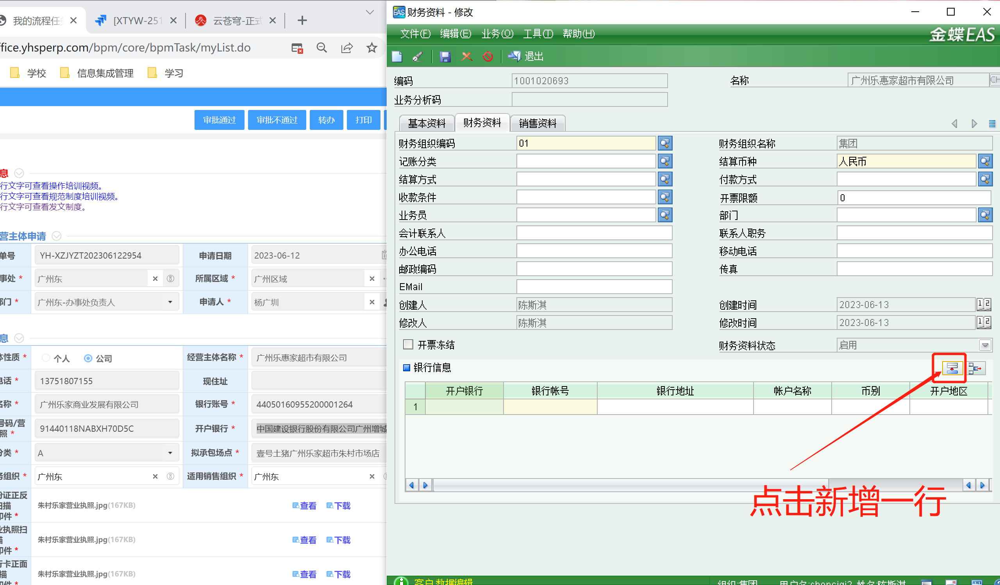 我的流程任务
[XTYW-251
云苍穹-正式
ffice.yhsperp.com/bpm/core/bpmTask/myList.do
学校
信息集成管理
学习
审批通过
审批不通过
转办
打印
息
行文字可查看操作培训视频。
行文字可查看规范制度培训视频。
行文字可查看发文制度。
营主体申请
单号 YH-XZJYZT202306122954 申请日期 2023-06-12
事处 * 广州东 所属区域 * 广州区域
部门 * 广州东-办事处负责人 申请人 * 杨广圳
息
体性质 * 个人 公司 经营主体名称 * 广州乐惠家超市有限公司
电话 * 13751807155 现住址
名称 * 广州乐家商业发展有限公司 银行账号 * 44050160955200001264
号码/营
照 * 91440118NABXH70D5C 开户银行 * 中国建设银行股份有限公司广州增城
分类 * A 拟承包场点 * 壹号土猪广州乐家超市朱村市场店
务组织 * 广州东 适用销售组织 * 广州东
份证正反
扫描
印件 *
朱村乐家营业执照.jpg(167KB) 查看 下载
业执照扫
描
印件 *
朱村乐家营业执照.jpg(167KB) 查看 下载
行卡正面
描
印件 *
朱村乐家营业执照.jpg(167KB) 查看 下载
EAS 财务资料 - 修改
文件(F) 编辑(E) 业务(O) 工具(T) 帮助(H)
金蝶EAS
退出
编码 1001020693 名称 广州乐惠家超市有限公司 CH
业务分析码
基本资料 财务资料 销售资料
财务组织编码 01 财务组织名称 集团
记账分类 结算币种 人民币
结算方式 付款方式
收款条件 开票限额 0
业务员 部门
会计联系人 联系人职务
办公电话 移动电话
邮政编码 传真
EMail
创建人 陈斯淇 创建时间 2023-06-13 12
修改人 陈斯淇 修改时间 2023-06-13 12
开票冻结 财务资料状态 启用
银行信息
开户银行 银行帐号 银行地址 帐户名称 币别 开户地区
1
点击新增一行
客户 数据编辑
组织:集团 用户名:chensiqi2 姓名:陈斯淇